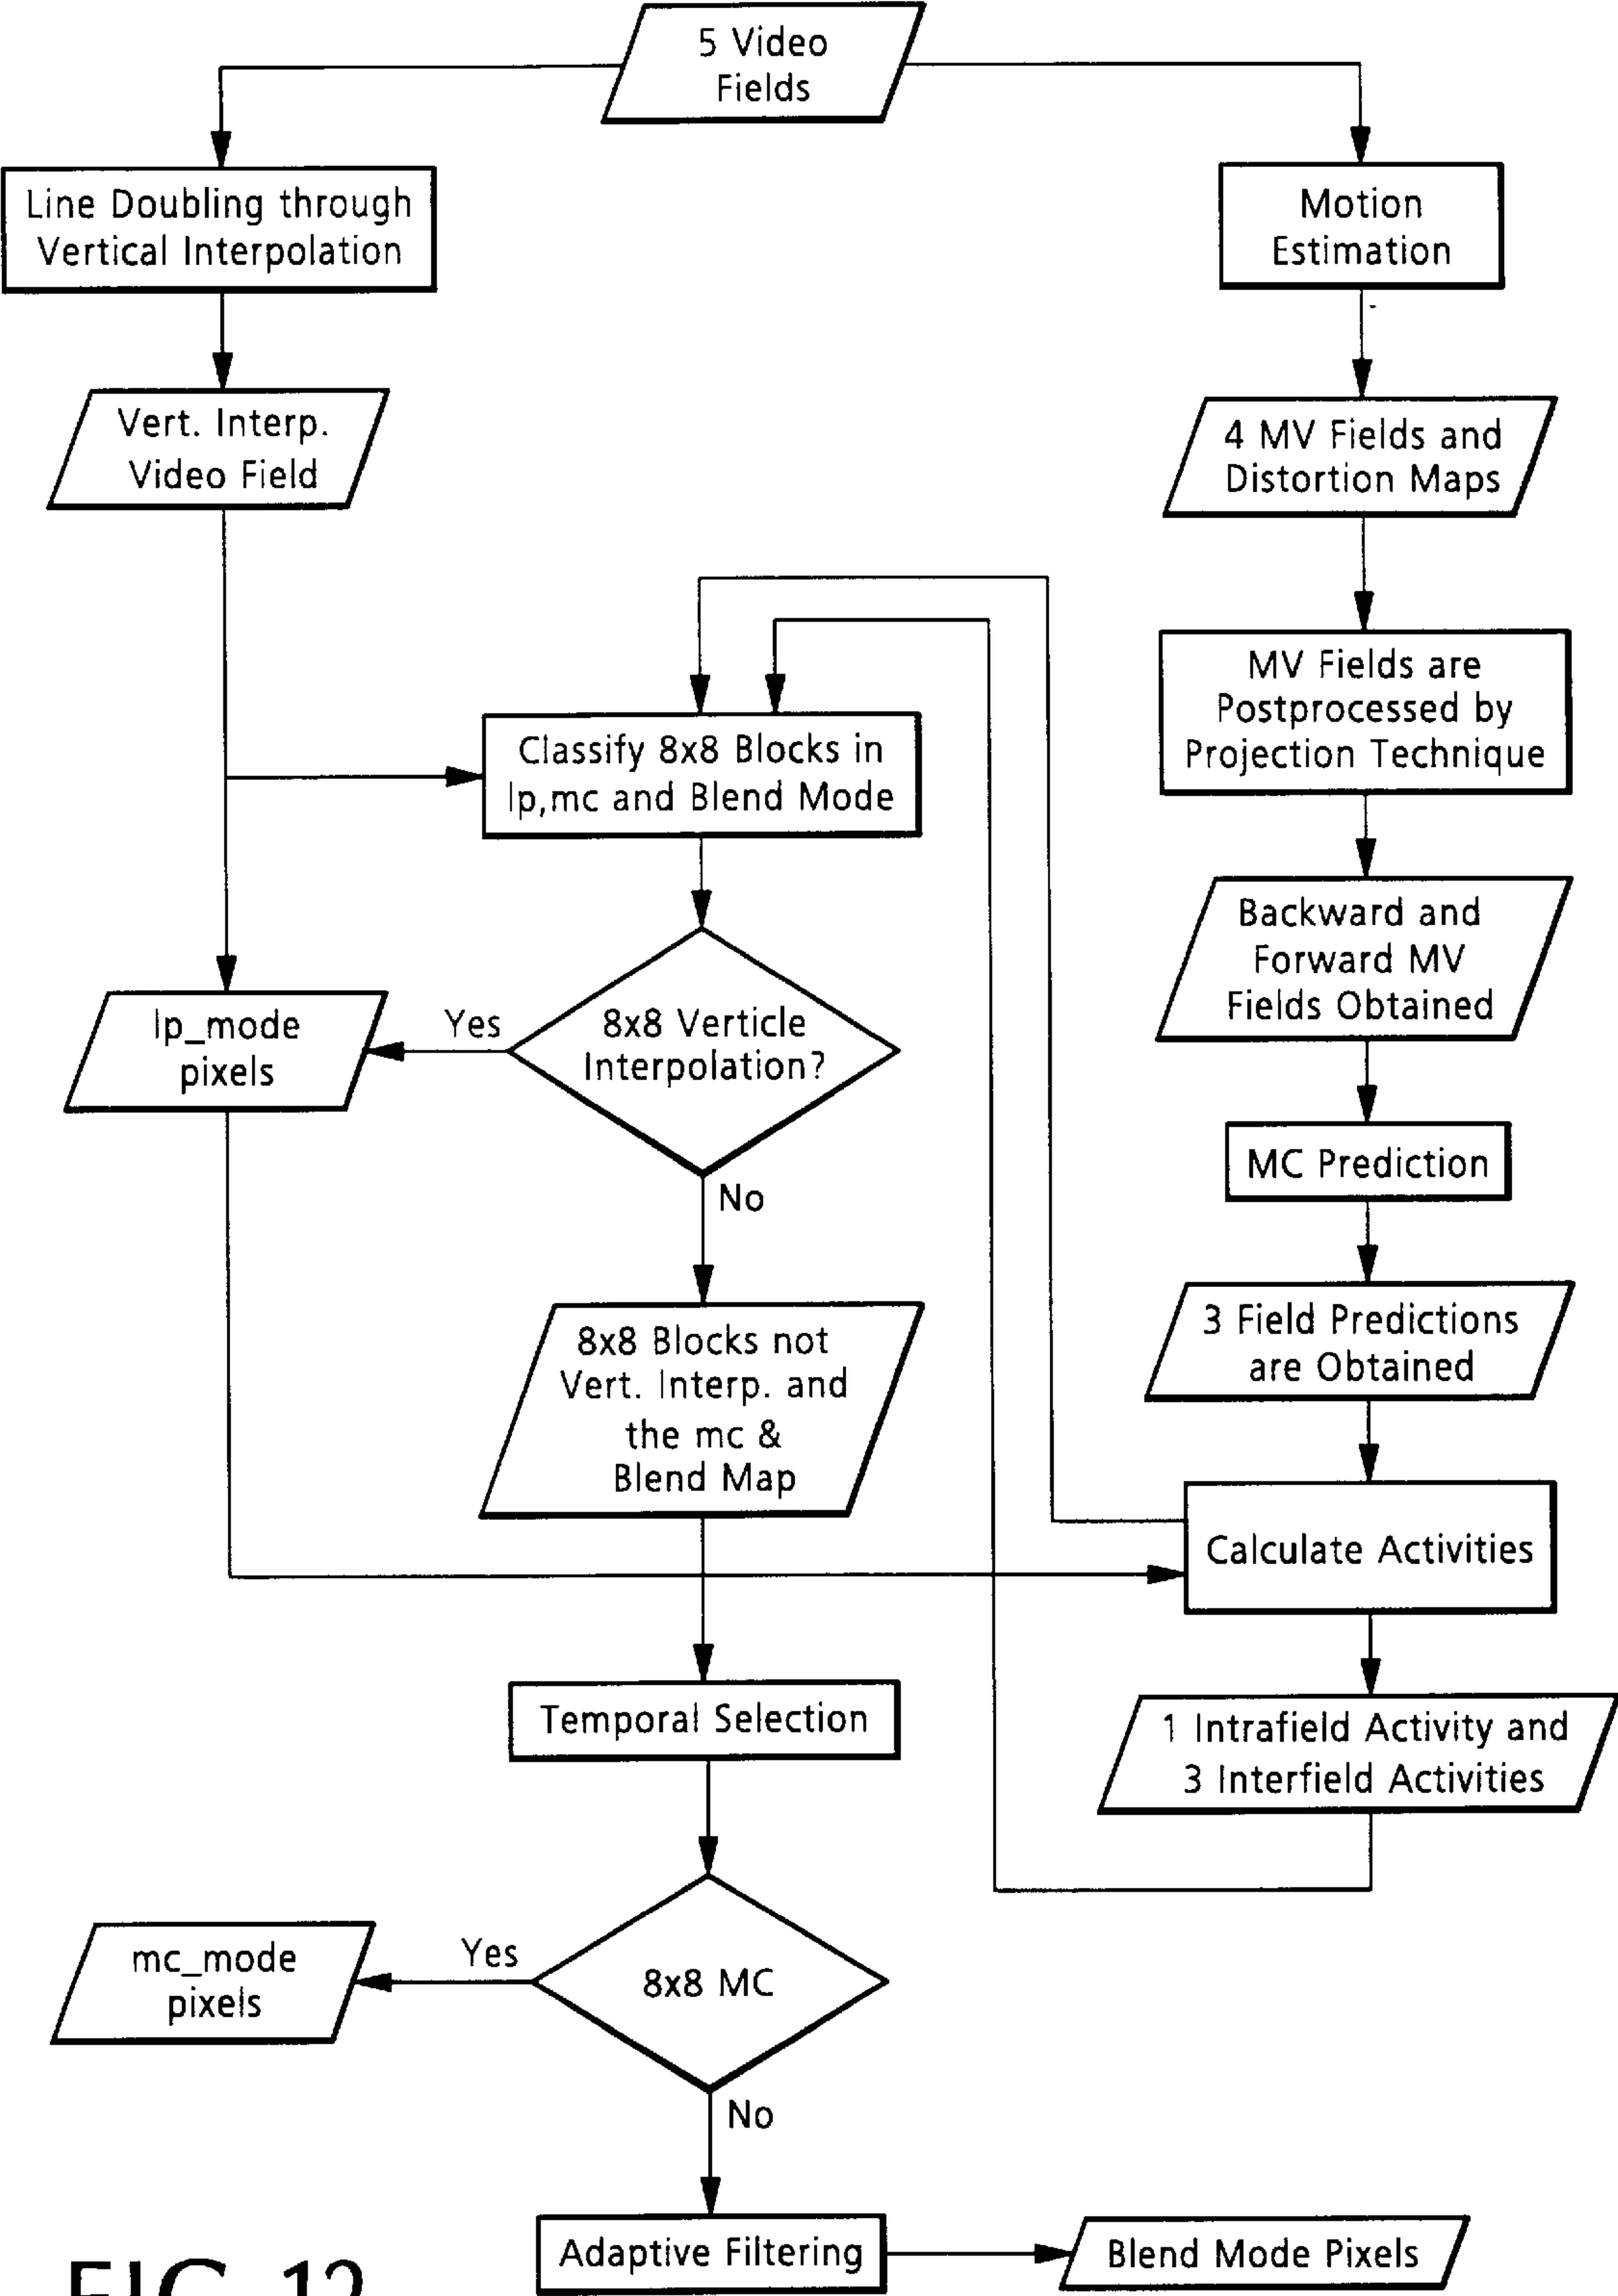 5 Video
Fields
Line Doubling through
Vertical Interpolation
Motion
Estimation
Vert. Interp.
Video Field
4 MV Fields and
Distortion Maps
MV Fields are
Postprocessed by
Projection Technique
Classify 8x8 Blocks in
lp,mc and Blend Mode
Backward and
Forward MV
Fields Obtained
lp_mode
pixels
Yes
8x8 Verticle
Interpolation?
No
MC Prediction
3 Field Predictions
are Obtained
8x8 Blocks not
Vert. Interp. and
the mc &
Blend Map
Calculate Activities
Temporal Selection
1 Intrafield Activity and
3 Interfield Activities
mc_mode
pixels
Yes
8x8 MC
No
Adaptive Filtering
Blend Mode Pixels
FIG. 12